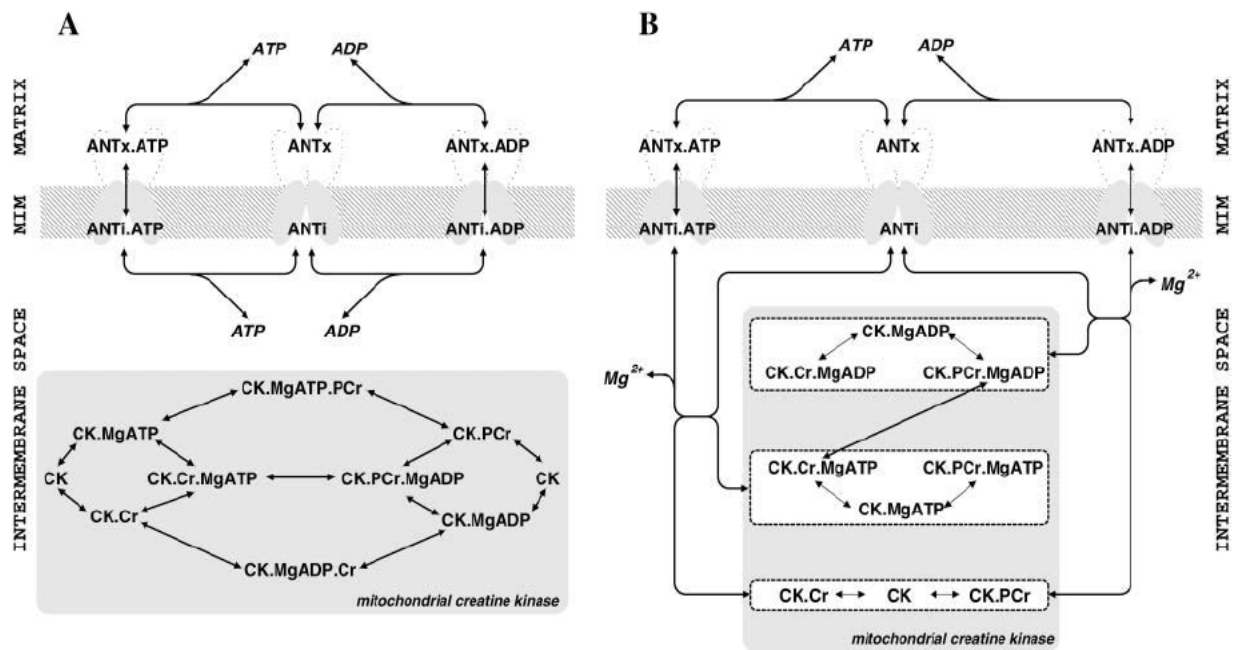 A
ATP ADP
MATRIX
ANTx.ATP ANTx ANTx.ADP
MIM
ANTi.ATP ANTi ANTi.ADP
ATP ADP
INTERMEMBRANE SPACE
CK.MgATP.PCr
CK.MgATP CK.PCr
CK CK.Cr.MgATP CK.PCr.MgADP CK
CK.Cr CK.MgADP
CK.MgADP.Cr
mitochondrial creatine kinase
B
ATP ADP
MATRIX
ANTx.ATP ANTx ANTx.ADP
MIM
ANTi.ATP ANTi ANTi.ADP
Mg2+
INTERMEMBRANE SPACE
CK.MgADP
CK.Cr.MgADP CK.PCr.MgADP
Mg2+
CK.Cr.MgATP CK.PCr.MgATP
CK.MgATP
CK.Cr CK CK.PCr
mitochondrial creatine kinase